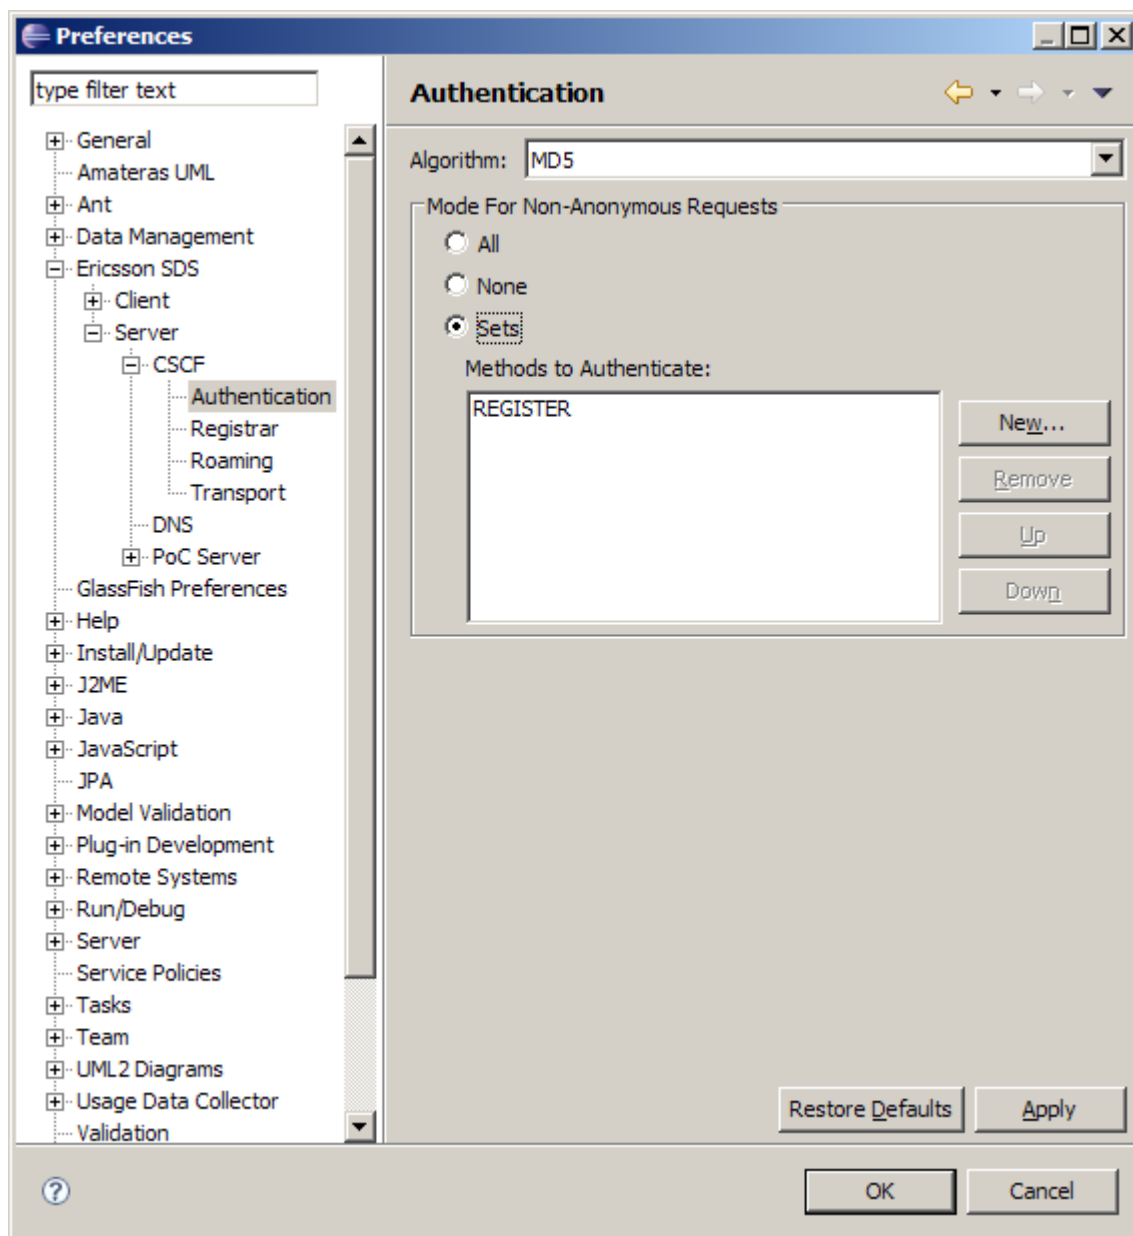 Preferences
type filter text
General
Amateras UML
Ant
Data Management
Ericsson SDS
Client
Server
CSCF
Authentication
Registrar
Roaming
Transport
DNS
PoC Server
GlassFish Preferences
Help
Install/Update
J2ME
Java
JavaScript
JPA
Model Validation
Plug-in Development
Remote Systems
Run/Debug
Server
Service Policies
Tasks
Team
UML2 Diagrams
Usage Data Collector
Validation
Authentication
Algorithm: MD5
Mode For Non-Anonymous Requests
All
None
Sets
Methods to Authenticate:
REGISTER
New...
Remove
Up
Down
Restore Defaults Apply
OK Cancel